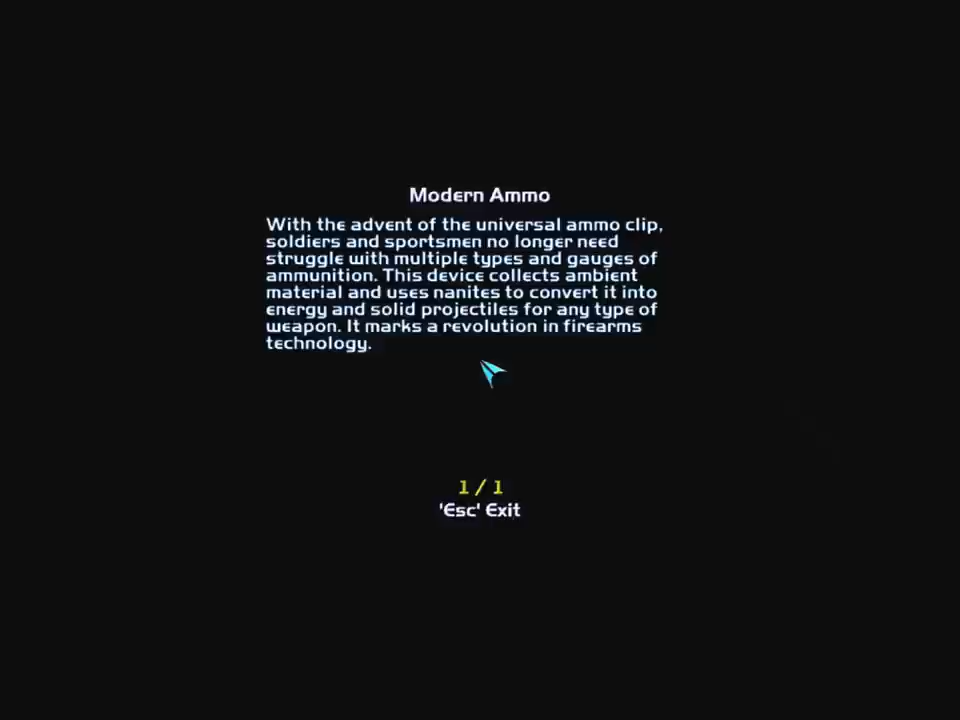 Modern Ammo
With the advent of the universal ammo clip,
soldiers and sportsmen no longer need
struggle with multiple types and gauges of
ammunition. This device collects ambient
material and uses nanites to convert it into
energy and solid projectiles for any type of
weapon. It marks a revolution in firearms
technology.
1 / 1
'Esc' Exit